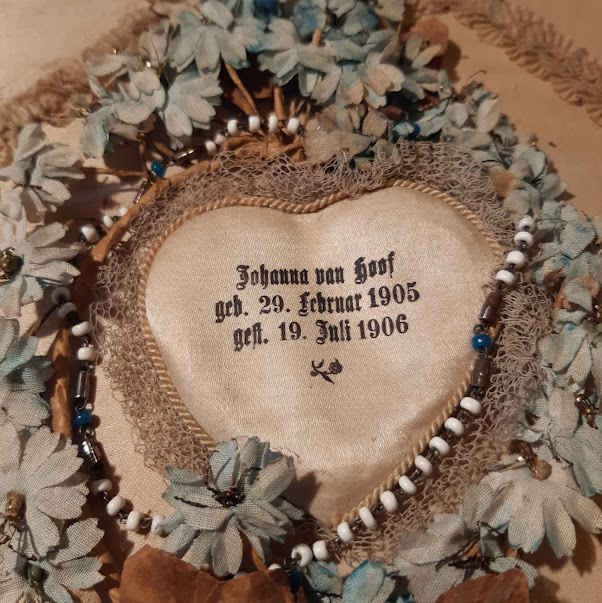 Johanna van Hoof
geb. 29. Februar 1905
gest. 19. Juli 1906